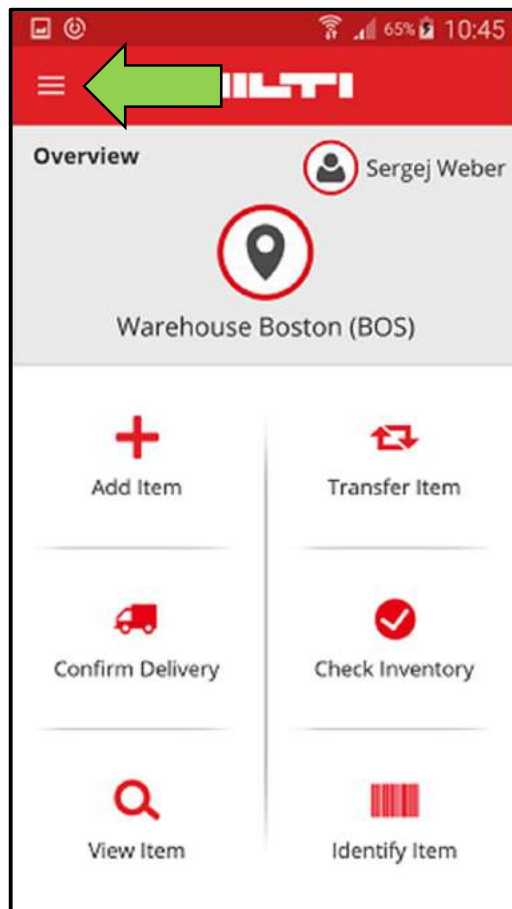 65% 10:45
Overview
Sergej Weber
Warehouse Boston (BOS)
Add Item
Transfer Item
Confirm Delivery
Check Inventory
View Item
Identify Item